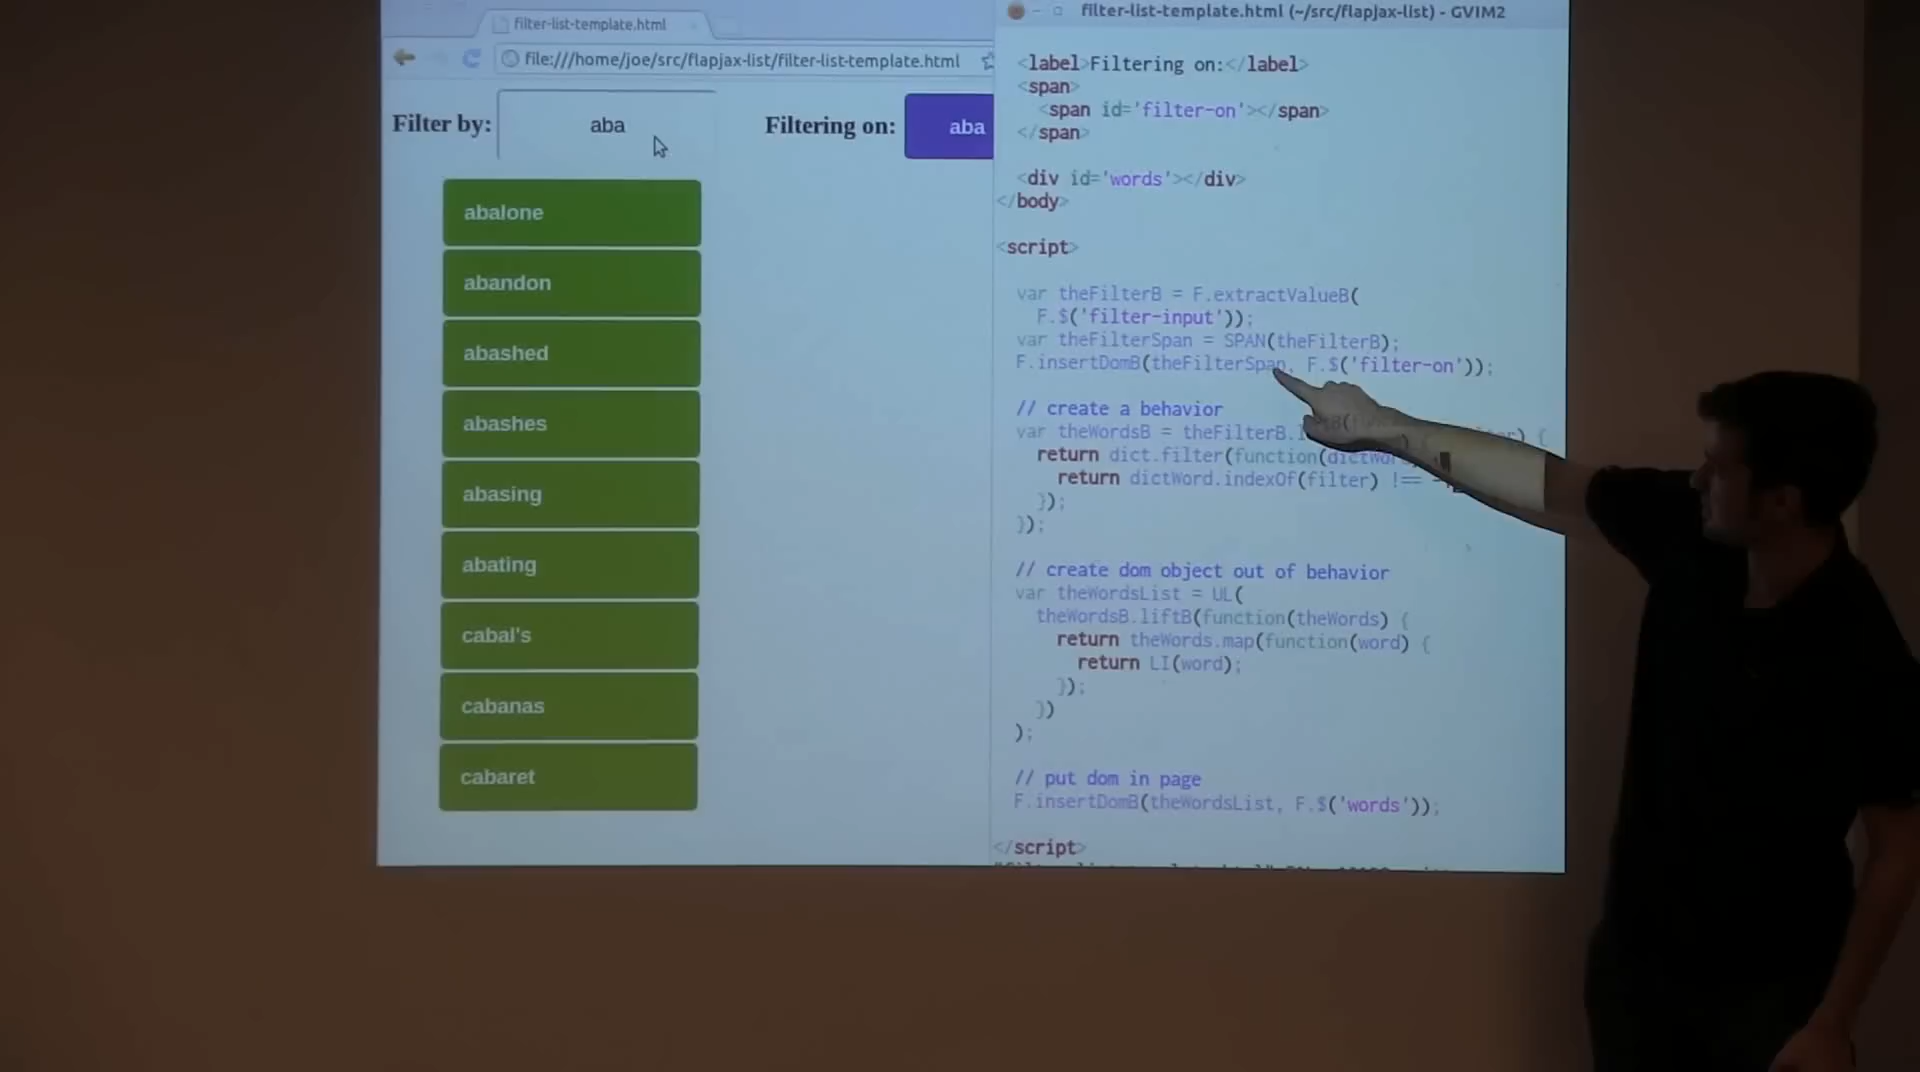 filter-list-template.html
file:///home/joe/src/flapjax-list/filter-list-template.html
Filter by:
aba
Filtering on:
aba
abalone
abandon
abashed
abashes
abasing
abating
cabal's
cabanas
cabaret
filter-list-template.html (~/src/flapjax-list) - GVIM2
<label>Filtering on:</label>
<span>
<span id='filter-on'></span>
</span>
<div id='words'></div>
</body>
<script>
var theFilterB = F.extractValueB(
F.$('filter-input'));
var theFilterSpan = SPAN(theFilterB);
F.insertDomB(theFilterSpan, F.$('filter-on'));
// create a behavior
var theWordsB = theFilterB.
return dict.filter(function(dictWord
return dictWord.indexOf(filter) !==
});
});
// create dom object out of behavior
var theWordsList = UL(
theWordsB.liftB(function(theWords) {
return theWords.map(function(word) {
return LI(word);
});
})
);
// put dom in page
F.insertDomB(theWordsList, F.$('words'));
</script>